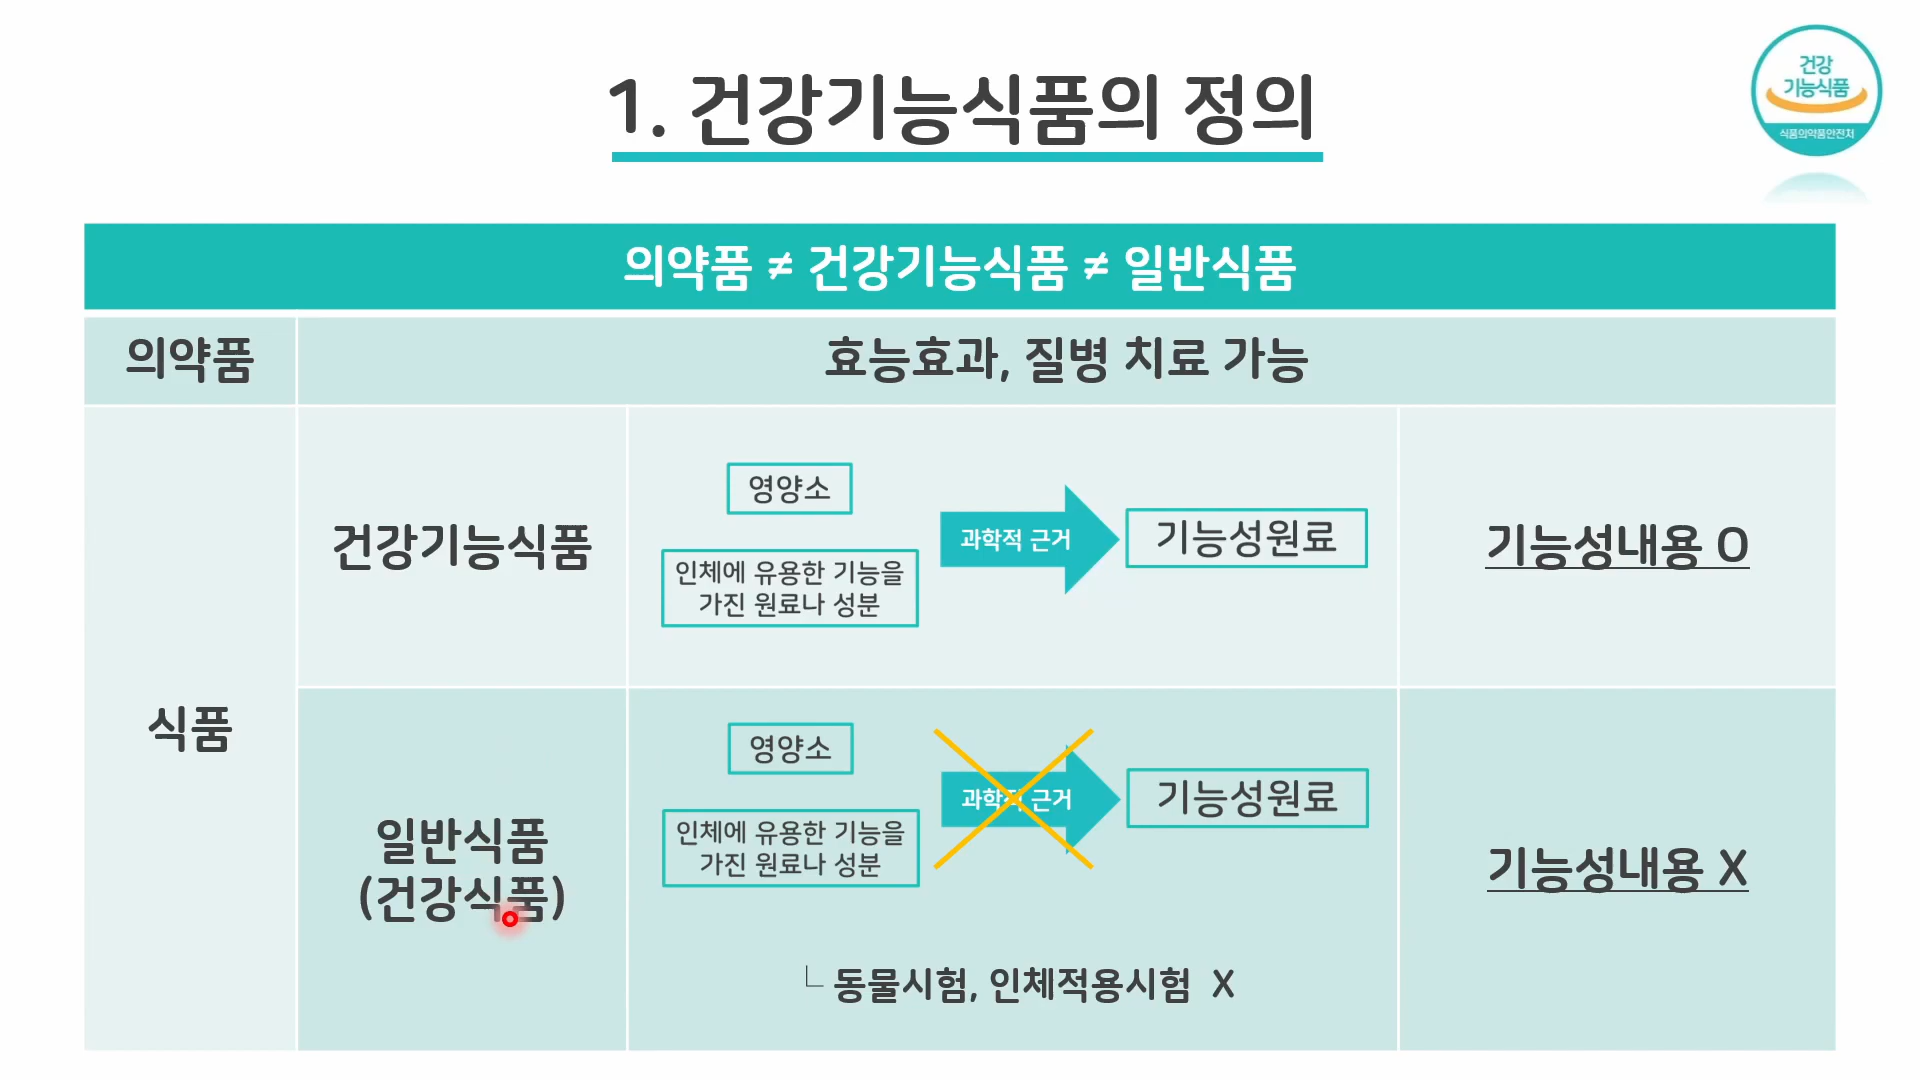 1. 건강기능식품의 정의
건강
기능식품
식품의약품안전처
의약품 ≠ 건강기능식품 ≠ 일반식품
의약품
효능효과, 질병 치료 가능
식품
건강기능식품
영양소
인체에 유용한 기능을
가진 원료나 성분
과학적 근거
기능성원료
기능성내용 O
일반식품
(건강식품)
영양소
인체에 유용한 기능을
가진 원료나 성분
과학적 근거
기능성원료
└ 동물시험, 인체적용시험 X
기능성내용 X